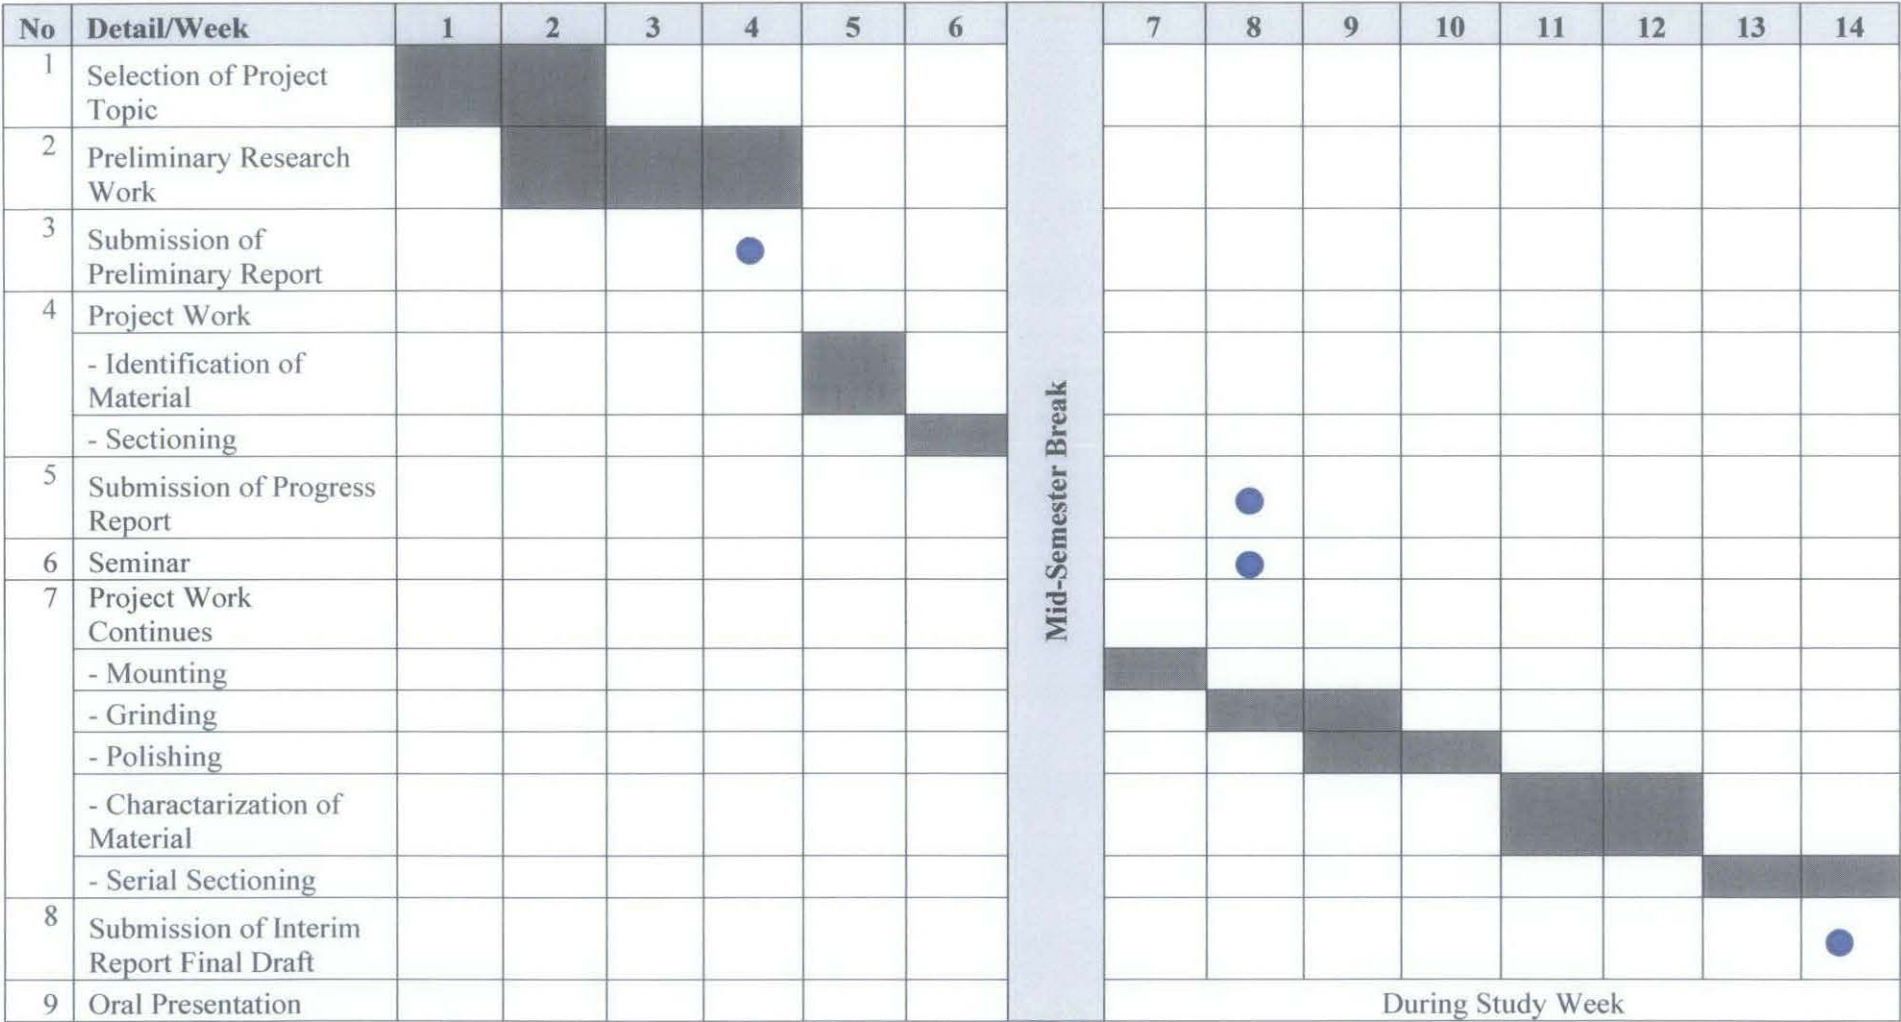 No Detail/Week 1 2 3 4 5 6 7 8 9 10 11 12 13 14
1 Selection of Project
Topic
2 Preliminary Research
Work
3 Submission of
Preliminary Report
4 Project Work
- Identification of
Material
- Sectioning
Mid-Semester Break
5 Submission of Progress
Report
6 Seminar
7 Project Work
Continues
- Mounting
- Grinding
- Polishing
- Charactarization of
Material
- Serial Sectioning
8 Submission of Interim
Report Final Draft
9 Oral Presentation During Study Week